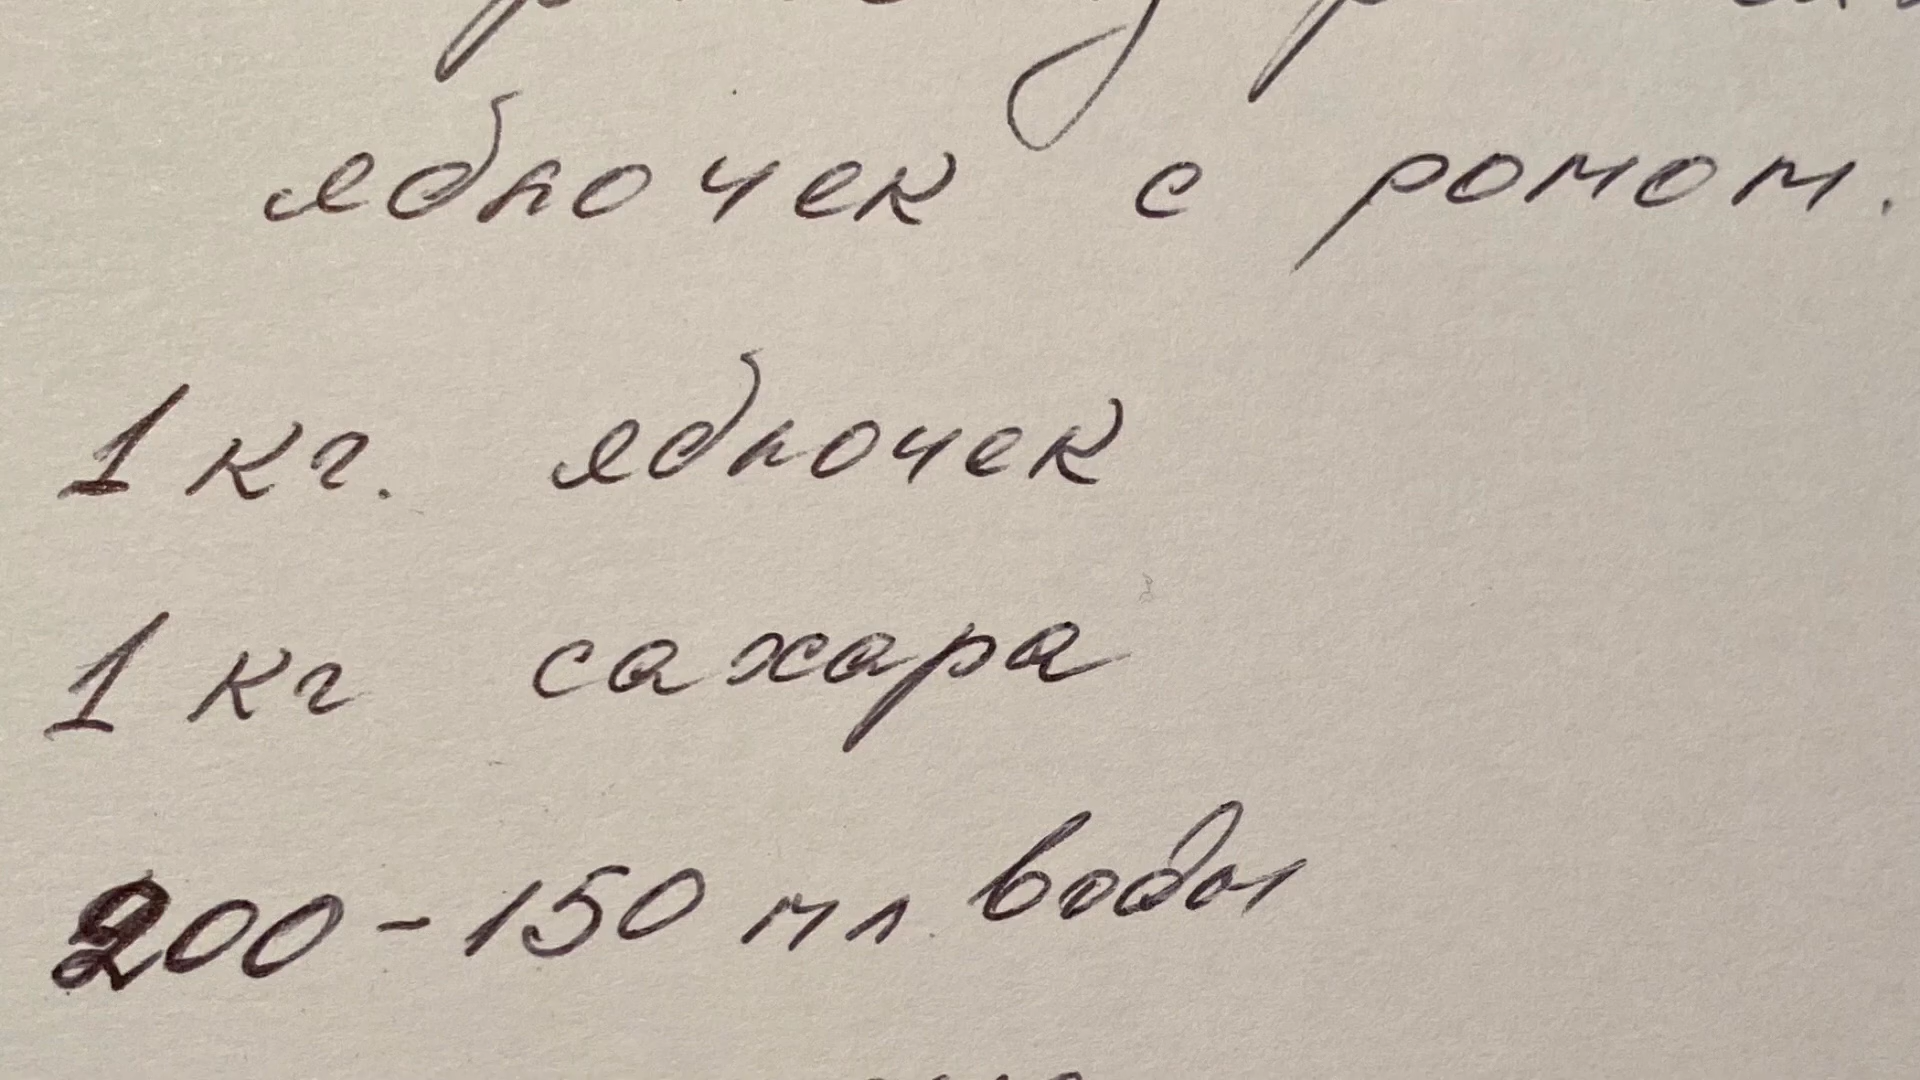 яблочек с ромом.
1 кг. яблочек
1 кг сахара
200-150 мл воды